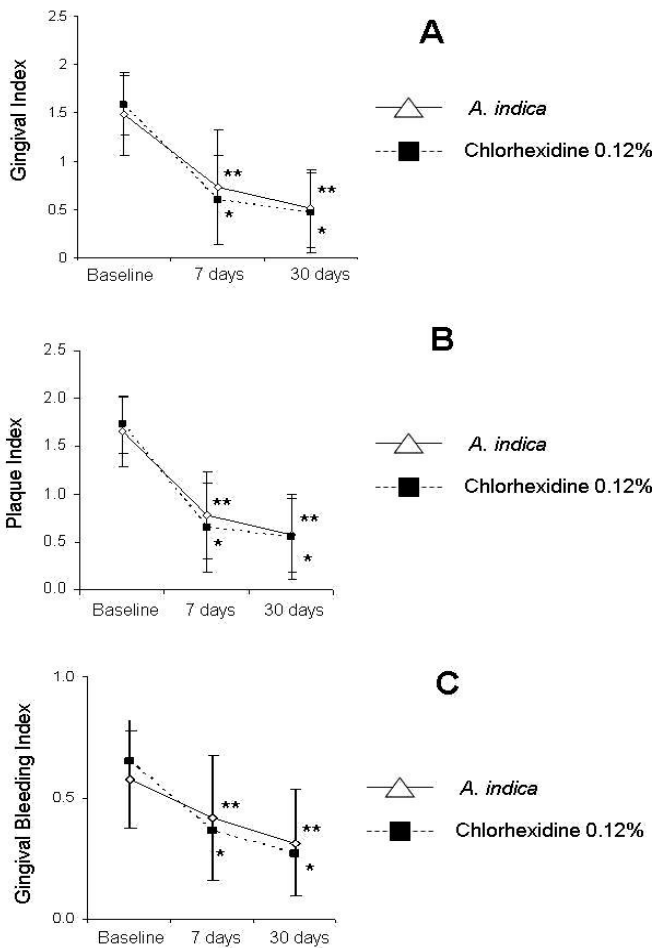 A
Gingival Index
2.5
2
1.5
1
0.5
0
**
*
**
*
Baseline 7 days 30 days
A. indica
Chlorhexidine 0.12%
B
Plaque Index
2.5
2.0
1.5
1.0
0.5
0.0
**
*
**
*
Baseline 7 days 30 days
A. indica
Chlorhexidine 0.12%
C
Gingival Bleeding Index
1.0
0.5
0.0
**
*
**
*
Baseline 7 days 30 days
A. indica
Chlorhexidine 0.12%